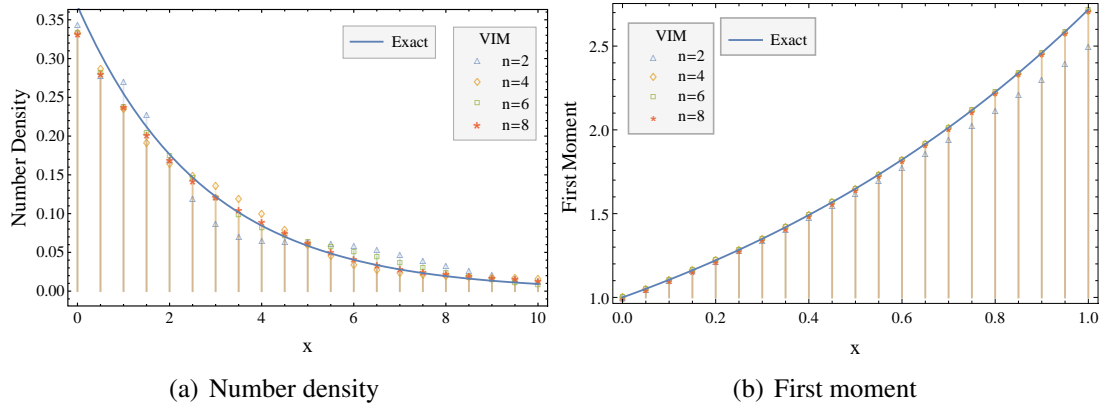 Number Density
0.35
0.30
0.25
0.20
0.15
0.10
0.05
0.00
0
2
4
6
8
10
x
Exact
VIM
n=2
n=4
n=6
n=8
(a) Number density
First Moment
2.5
2.0
1.5
1.0
0.0
0.2
0.4
0.6
0.8
1.0
x
VIM
n=2
n=4
n=6
n=8
Exact
(b) First moment